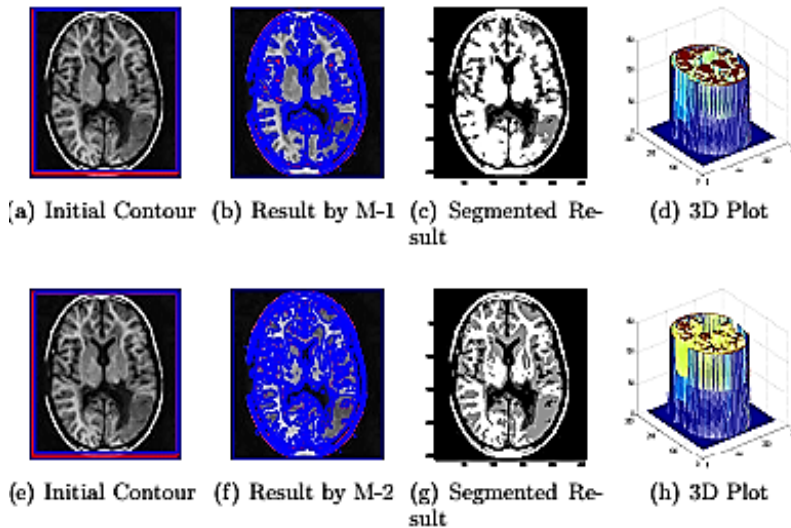 (a) Initial Contour
(b) Result by M-1
(c) Segmented Re-
sult
(d) 3D Plot
(e) Initial Contour
(f) Result by M-2
(g) Segmented Re-
sult
(h) 3D Plot